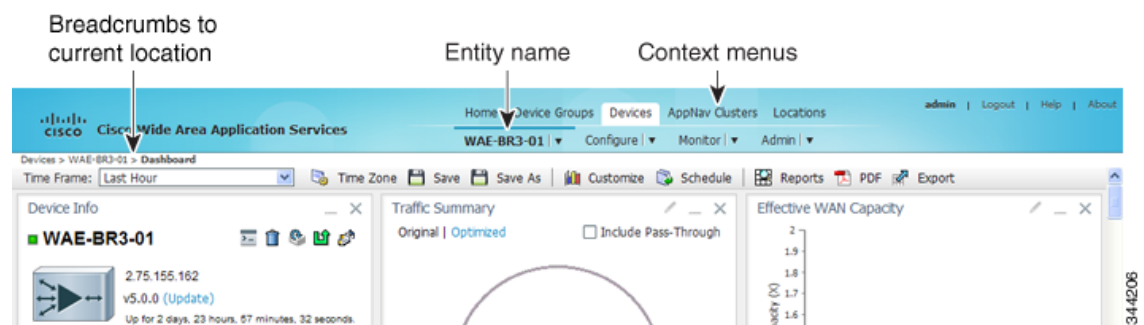 Breadcrumbs to
current location
Entity name
Context menus
Home Device Groups Devices AppNav Clusters Locations
admin | Logout | Help | About
cisco Cisco Wide Area Application Services
WAE-BR3-01 | Configure | Monitor | Admin |
Devices > WAE-BR3-01 > Dashboard
Time Frame: Last Hour Time Zone Save Save As | Customize Schedule | Reports PDF Export
Device Info
Traffic Summary
Effective WAN Capacity
WAE-BR3-01
Original | Optimized
Include Pass-Through
2.75.155.162
v5.0.0 (Update)
Up for 2 days, 23 hours, 57 minutes, 32 seconds.
2
1.9
1.8
1.7
1.6
pacity (X)
344206